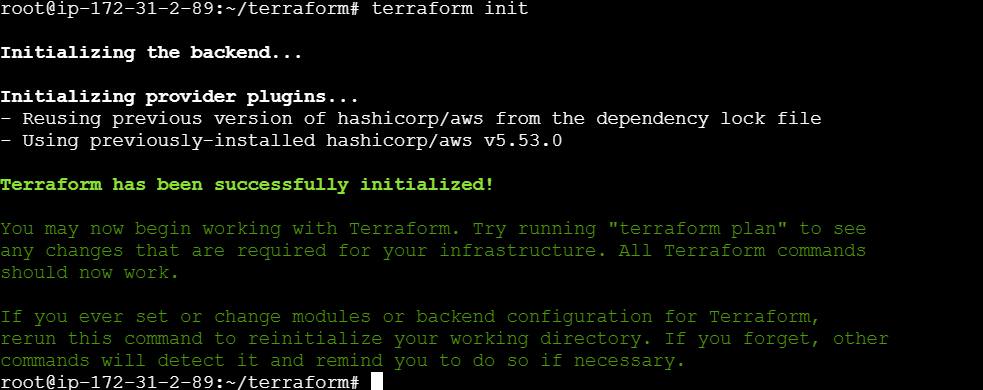 root@ip-172-31-2-89:~/terraform# terraform init
Initializing the backend...
Initializing provider plugins...
- Reusing previous version of hashicorp/aws from the dependency lock file
- Using previously-installed hashicorp/aws v5.53.0
Terraform has been successfully initialized!
You may now begin working with Terraform. Try running "terraform plan" to see
any changes that are required for your infrastructure. All Terraform commands
should now work.
If you ever set or change modules or backend configuration for Terraform,
rerun this command to reinitialize your working directory. If you forget, other
commands will detect it and remind you to do so if necessary.
root@ip-172-31-2-89:~/terraform#